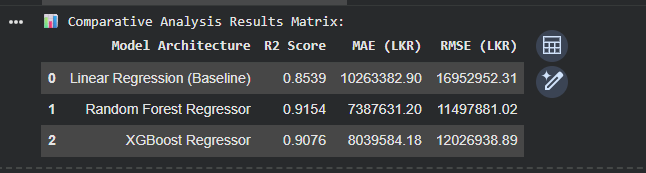 📊 Comparative Analysis Results Matrix:
Model Architecture R2 Score MAE (LKR) RMSE (LKR)
0 Linear Regression (Baseline) 0.8539 10263382.90 16952952.31
1 Random Forest Regressor 0.9154 7387631.20 11497881.02
2 XGBoost Regressor 0.9076 8039584.18 12026938.89